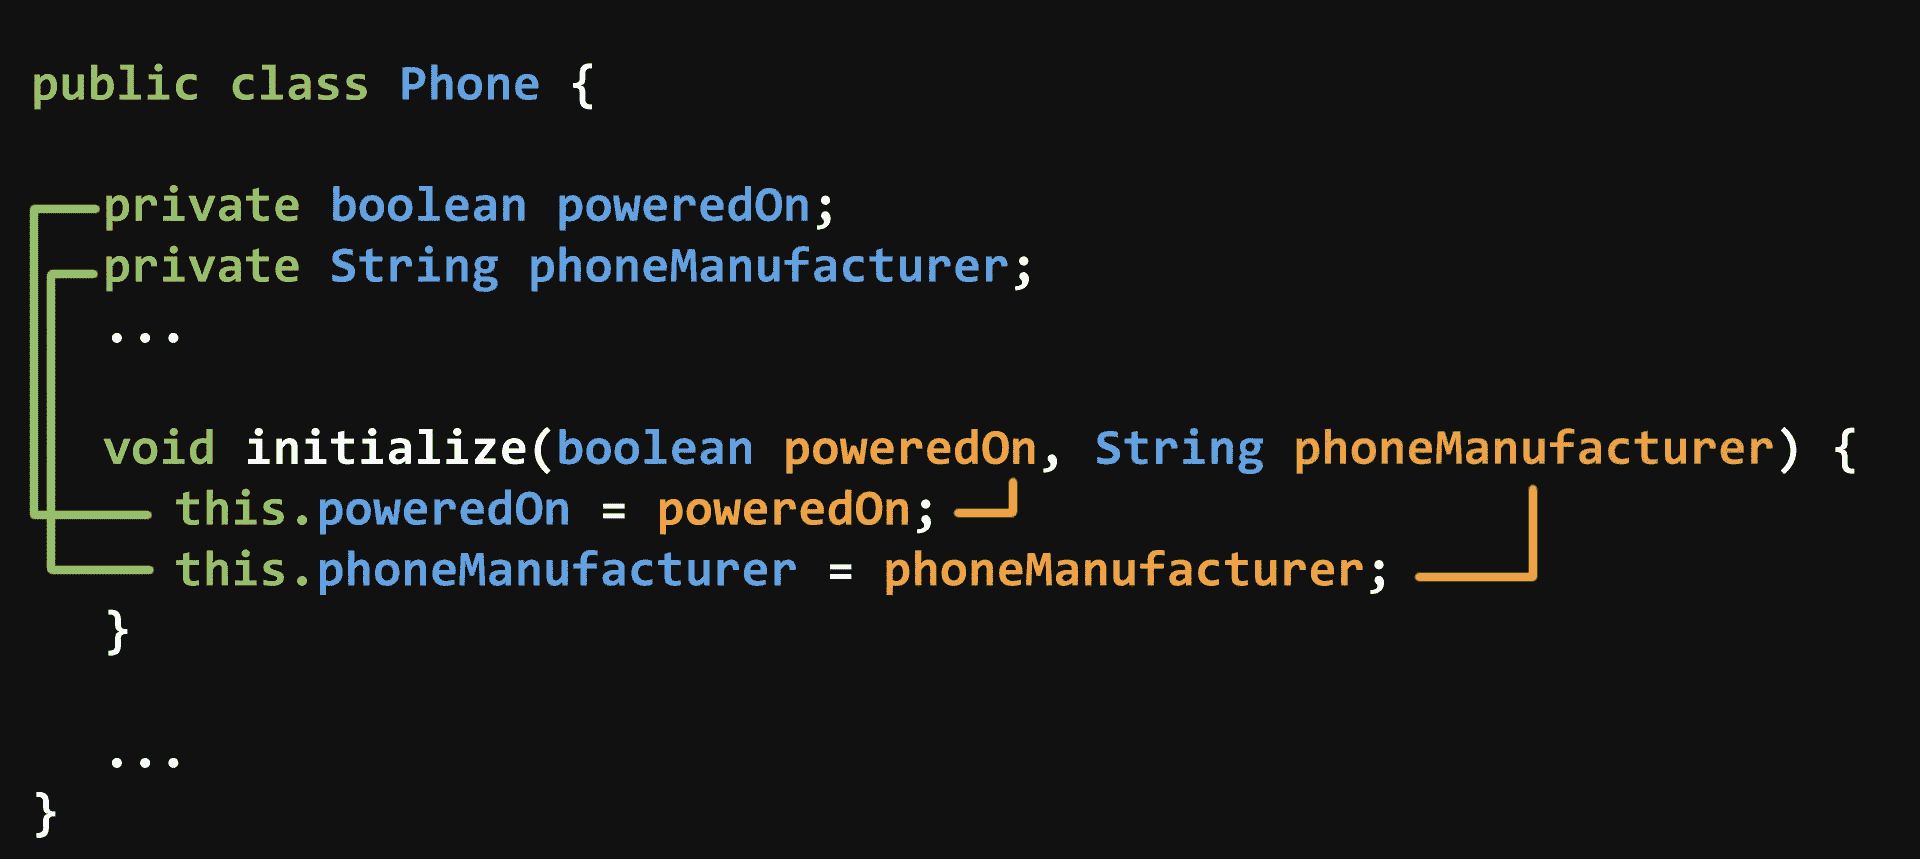 public class Phone {
private boolean poweredOn;
private String phoneManufacturer;
...
void initialize(boolean poweredOn, String phoneManufacturer) {
this.poweredOn = poweredOn;
this.phoneManufacturer = phoneManufacturer;
}
...
}